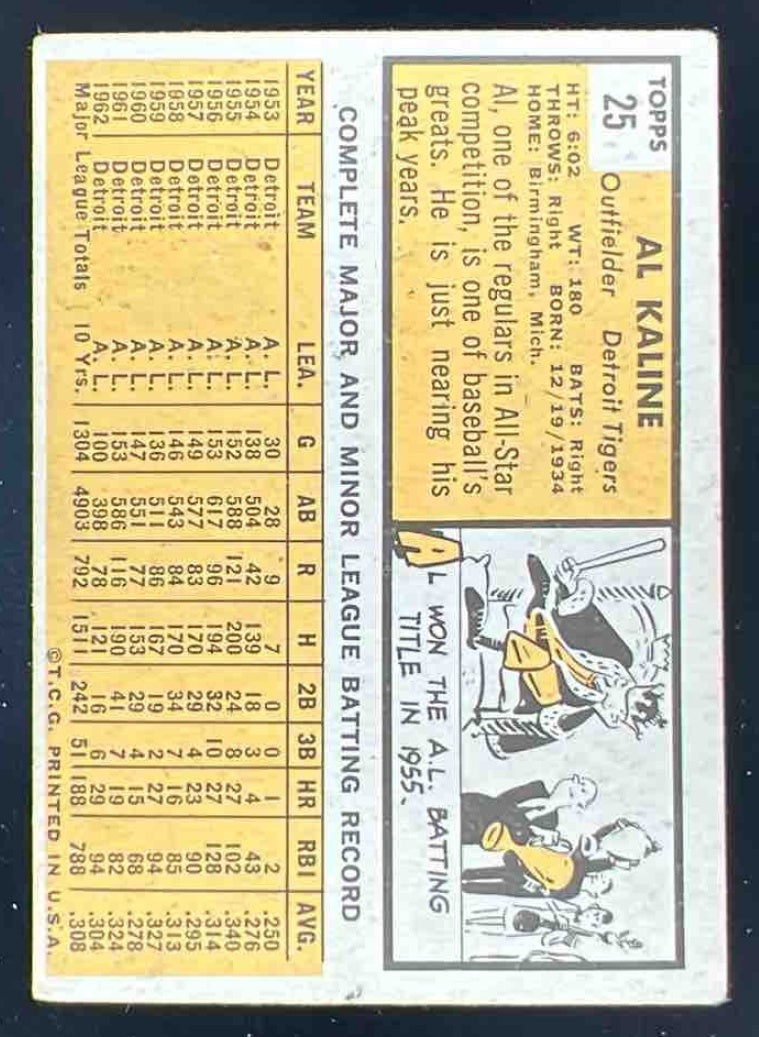 TOPPS
25
AL KALINE
Outfielder Detroit Tigers
HT: 6:02 WT: 180 BATS: Right
THROWS: Right BORN: 12/19/1934
HOME: Birmingham, Mich.
Al, one of the regulars in All-Star
competition, is one of baseball's
greats. He is just nearing his
peak years.
AL WON THE A.L. BATTING
TITLE IN 1955.
COMPLETE MAJOR AND MINOR LEAGUE BATTING RECORD
YEAR TEAM LEA. G AB R H 2B 3B HR RBI AVG.
1953 Detroit A. L. 30 28 9 7 0 0 1 2 .250
1954 Detroit A. L. 138 504 42 139 18 3 4 43 .276
1955 Detroit A. L. 152 588 121 200 24 8 27 102 .340
1956 Detroit A. L. 153 617 96 194 32 10 27 128 .314
1957 Detroit A. L. 149 577 83 170 29 4 23 90 .295
1958 Detroit A. L. 146 543 84 170 34 7 16 85 .313
1959 Detroit A. L. 136 511 86 167 19 2 27 94 .327
1960 Detroit A. L. 147 551 77 153 29 4 15 68 .278
1961 Detroit A. L. 153 586 116 190 41 7 19 82 .324
1962 Detroit A. L. 100 398 78 121 16 6 29 94 .304
Major League Totals 10 Yrs. 1304 4903 792 1511 242 51 188 788 .308
©T.C.G. PRINTED IN U.S.A.